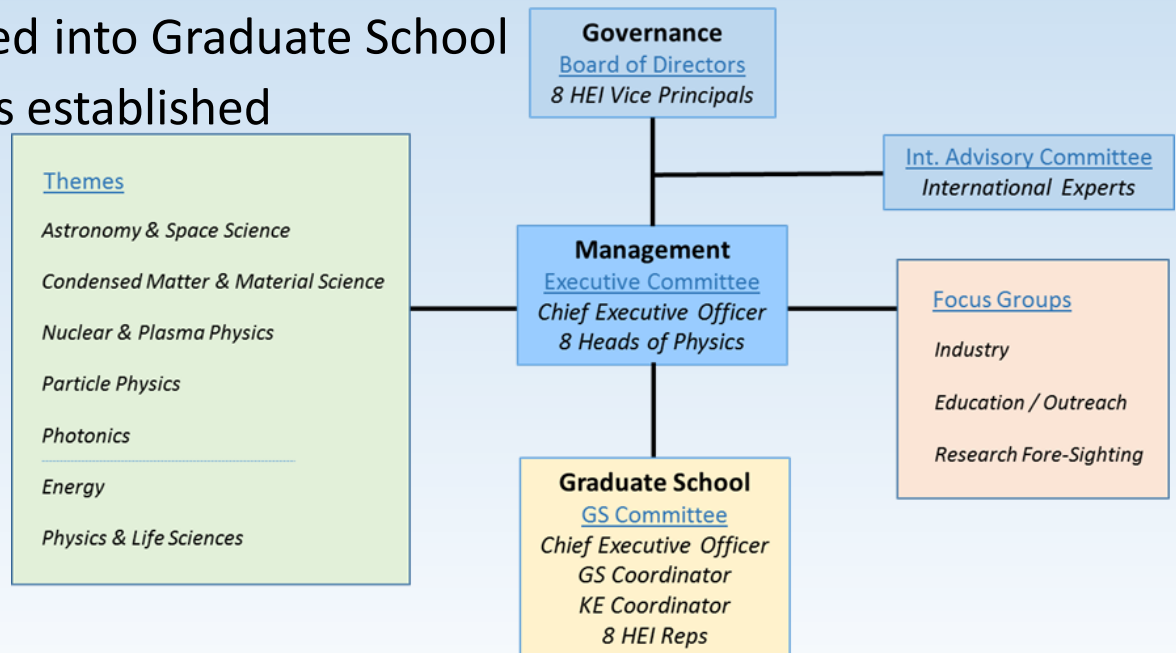 ed into Graduate School
s established
Governance
Board of Directors
8 HEI Vice Principals
Int. Advisory Committee
International Experts
Themes
Astronomy & Space Science
Condensed Matter & Material Science
Nuclear & Plasma Physics
Particle Physics
Photonics
Energy
Physics & Life Sciences
Management
Executive Committee
Chief Executive Officer
8 Heads of Physics
Focus Groups
Industry
Education / Outreach
Research Fore-Sighting
Graduate School
GS Committee
Chief Executive Officer
GS Coordinator
KE Coordinator
8 HEI Reps